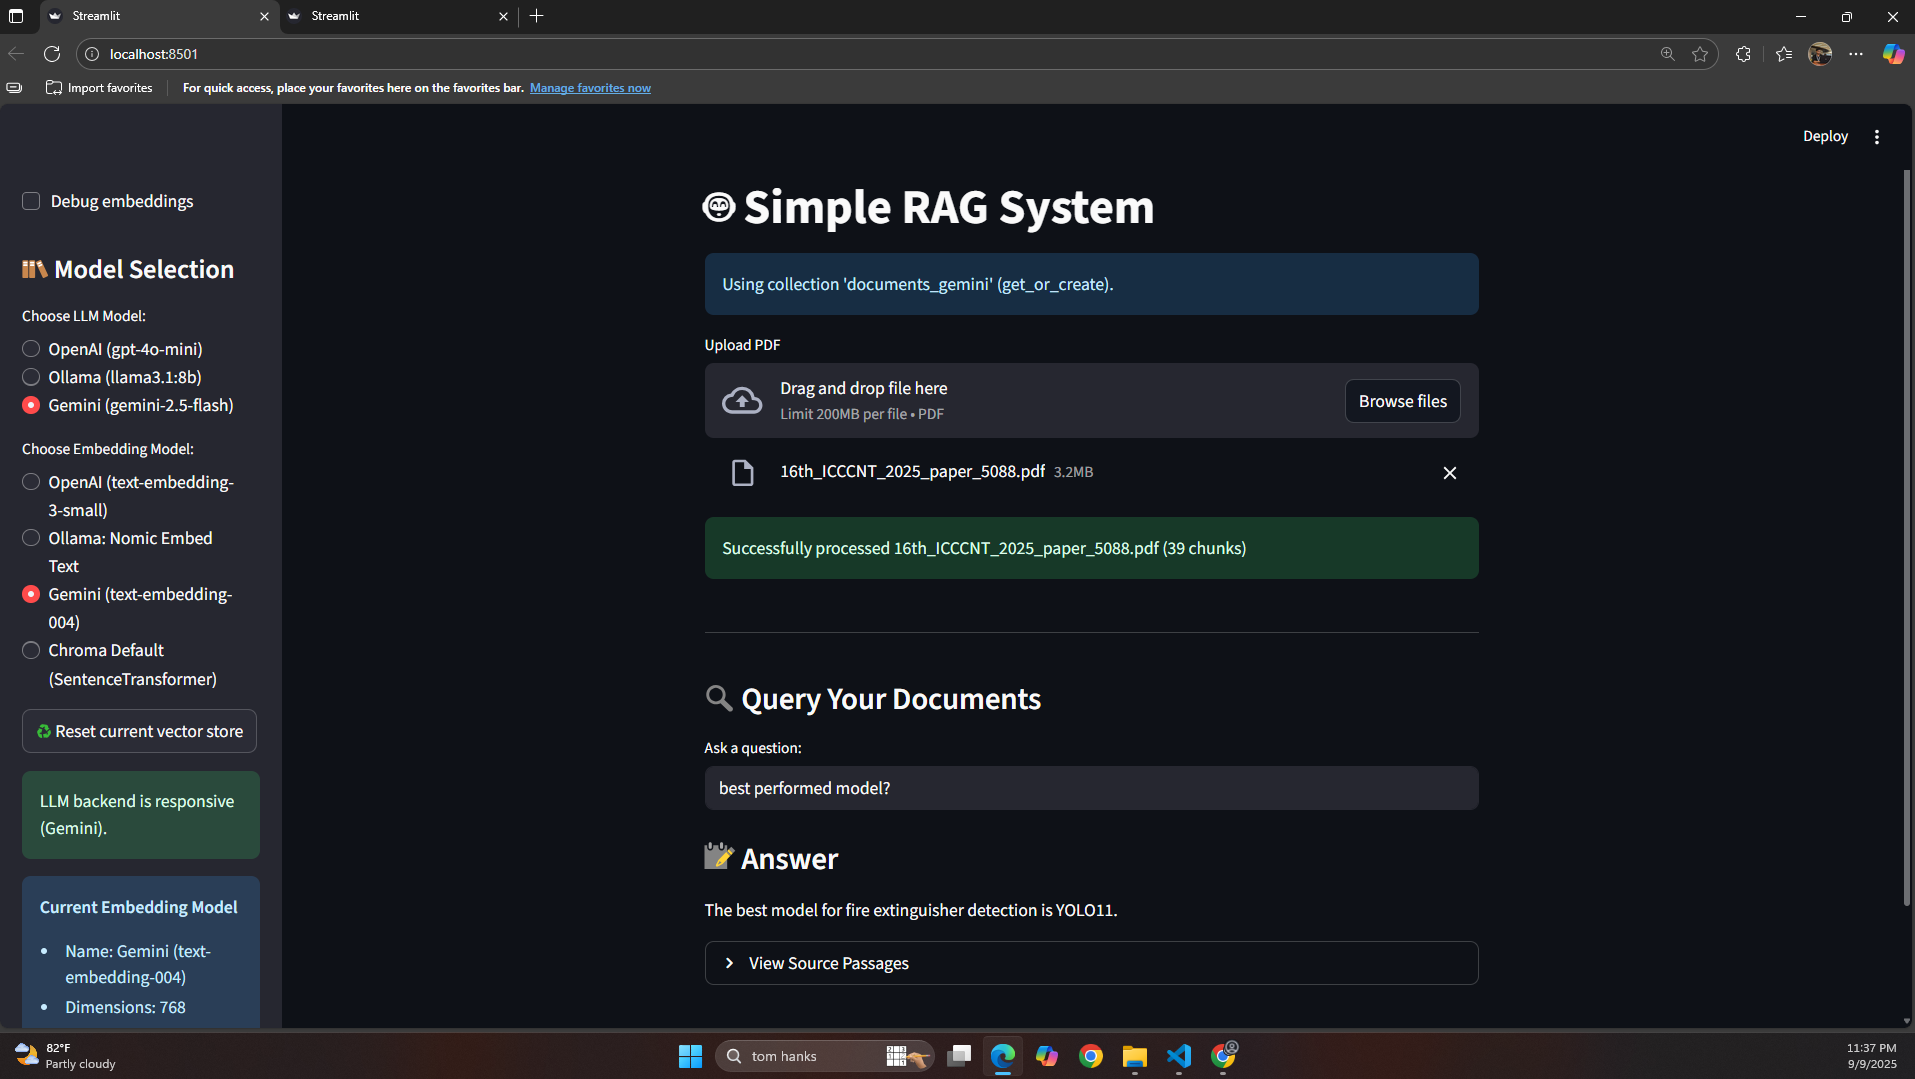 Streamlit
Streamlit
localhost:8501
Import favorites
For quick access, place your favorites here on the favorites bar. Manage favorites now
Deploy
Debug embeddings
Model Selection
Choose LLM Model:
OpenAI (gpt-4o-mini)
Ollama (llama3.1:8b)
Gemini (gemini-2.5-flash)
Choose Embedding Model:
OpenAI (text-embedding-
3-small)
Ollama: Nomic Embed
Text
Gemini (text-embedding-
004)
Chroma Default
(SentenceTransformer)
Reset current vector store
LLM backend is responsive
(Gemini).
Current Embedding Model
• Name: Gemini (text-
embedding-004)
• Dimensions: 768
Simple RAG System
Using collection 'documents_gemini' (get_or_create).
Upload PDF
Drag and drop file here
Limit 200MB per file • PDF
Browse files
16th_ICCCNT_2025_paper_5088.pdf 3.2MB
Successfully processed 16th_ICCCNT_2025_paper_5088.pdf (39 chunks)
Query Your Documents
Ask a question:
best performed model?
Answer
The best model for fire extinguisher detection is YOLO11.
View Source Passages
82°F
Partly cloudy
tom hanks
11:37 PM
9/9/2025